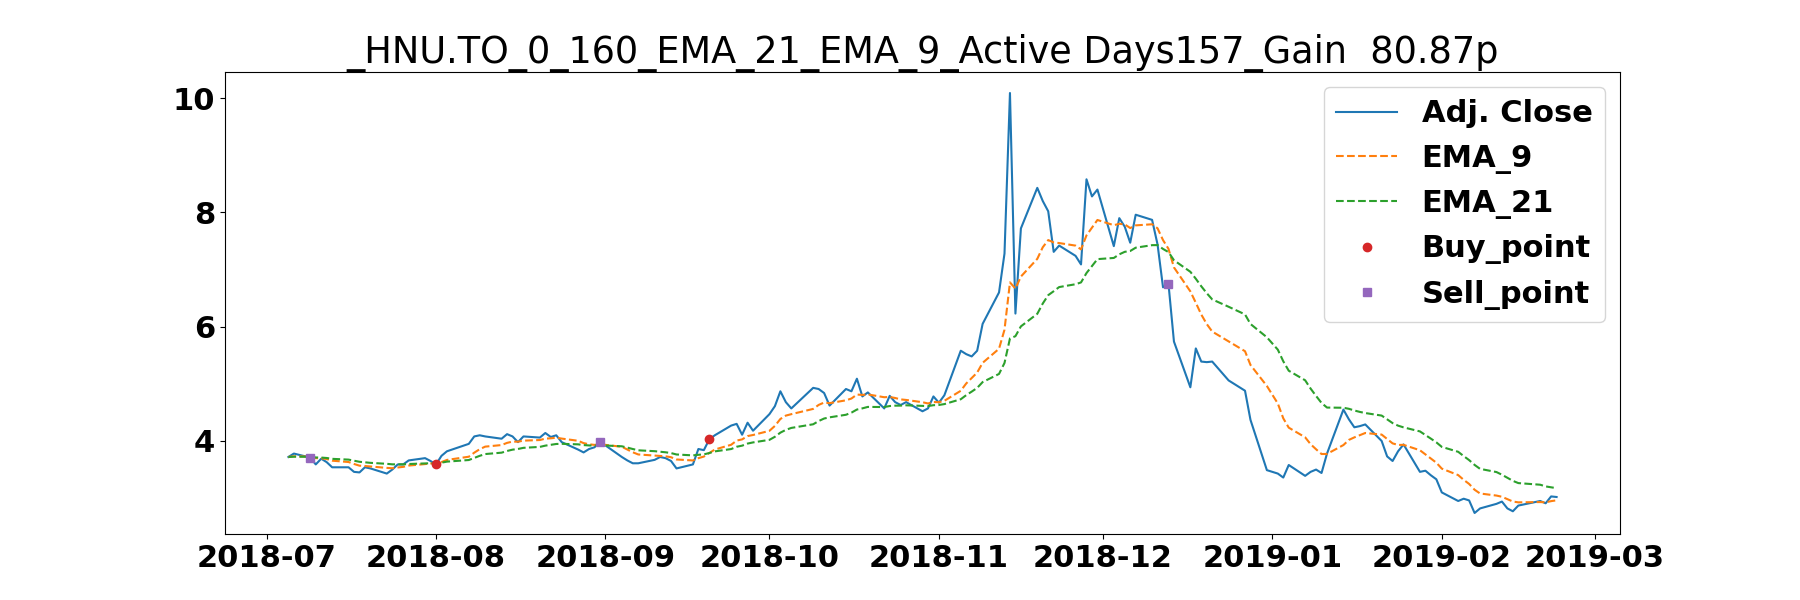 _HNU.TO_0_160_EMA_21_EMA_9_Active Days157_Gain  80.87p
10
8
6
4
Adj. Close
EMA_9
EMA_21
Buy_point
Sell_point
2018-07 2018-08 2018-09 2018-10 2018-11 2018-12 2019-01 2019-02 2019-03